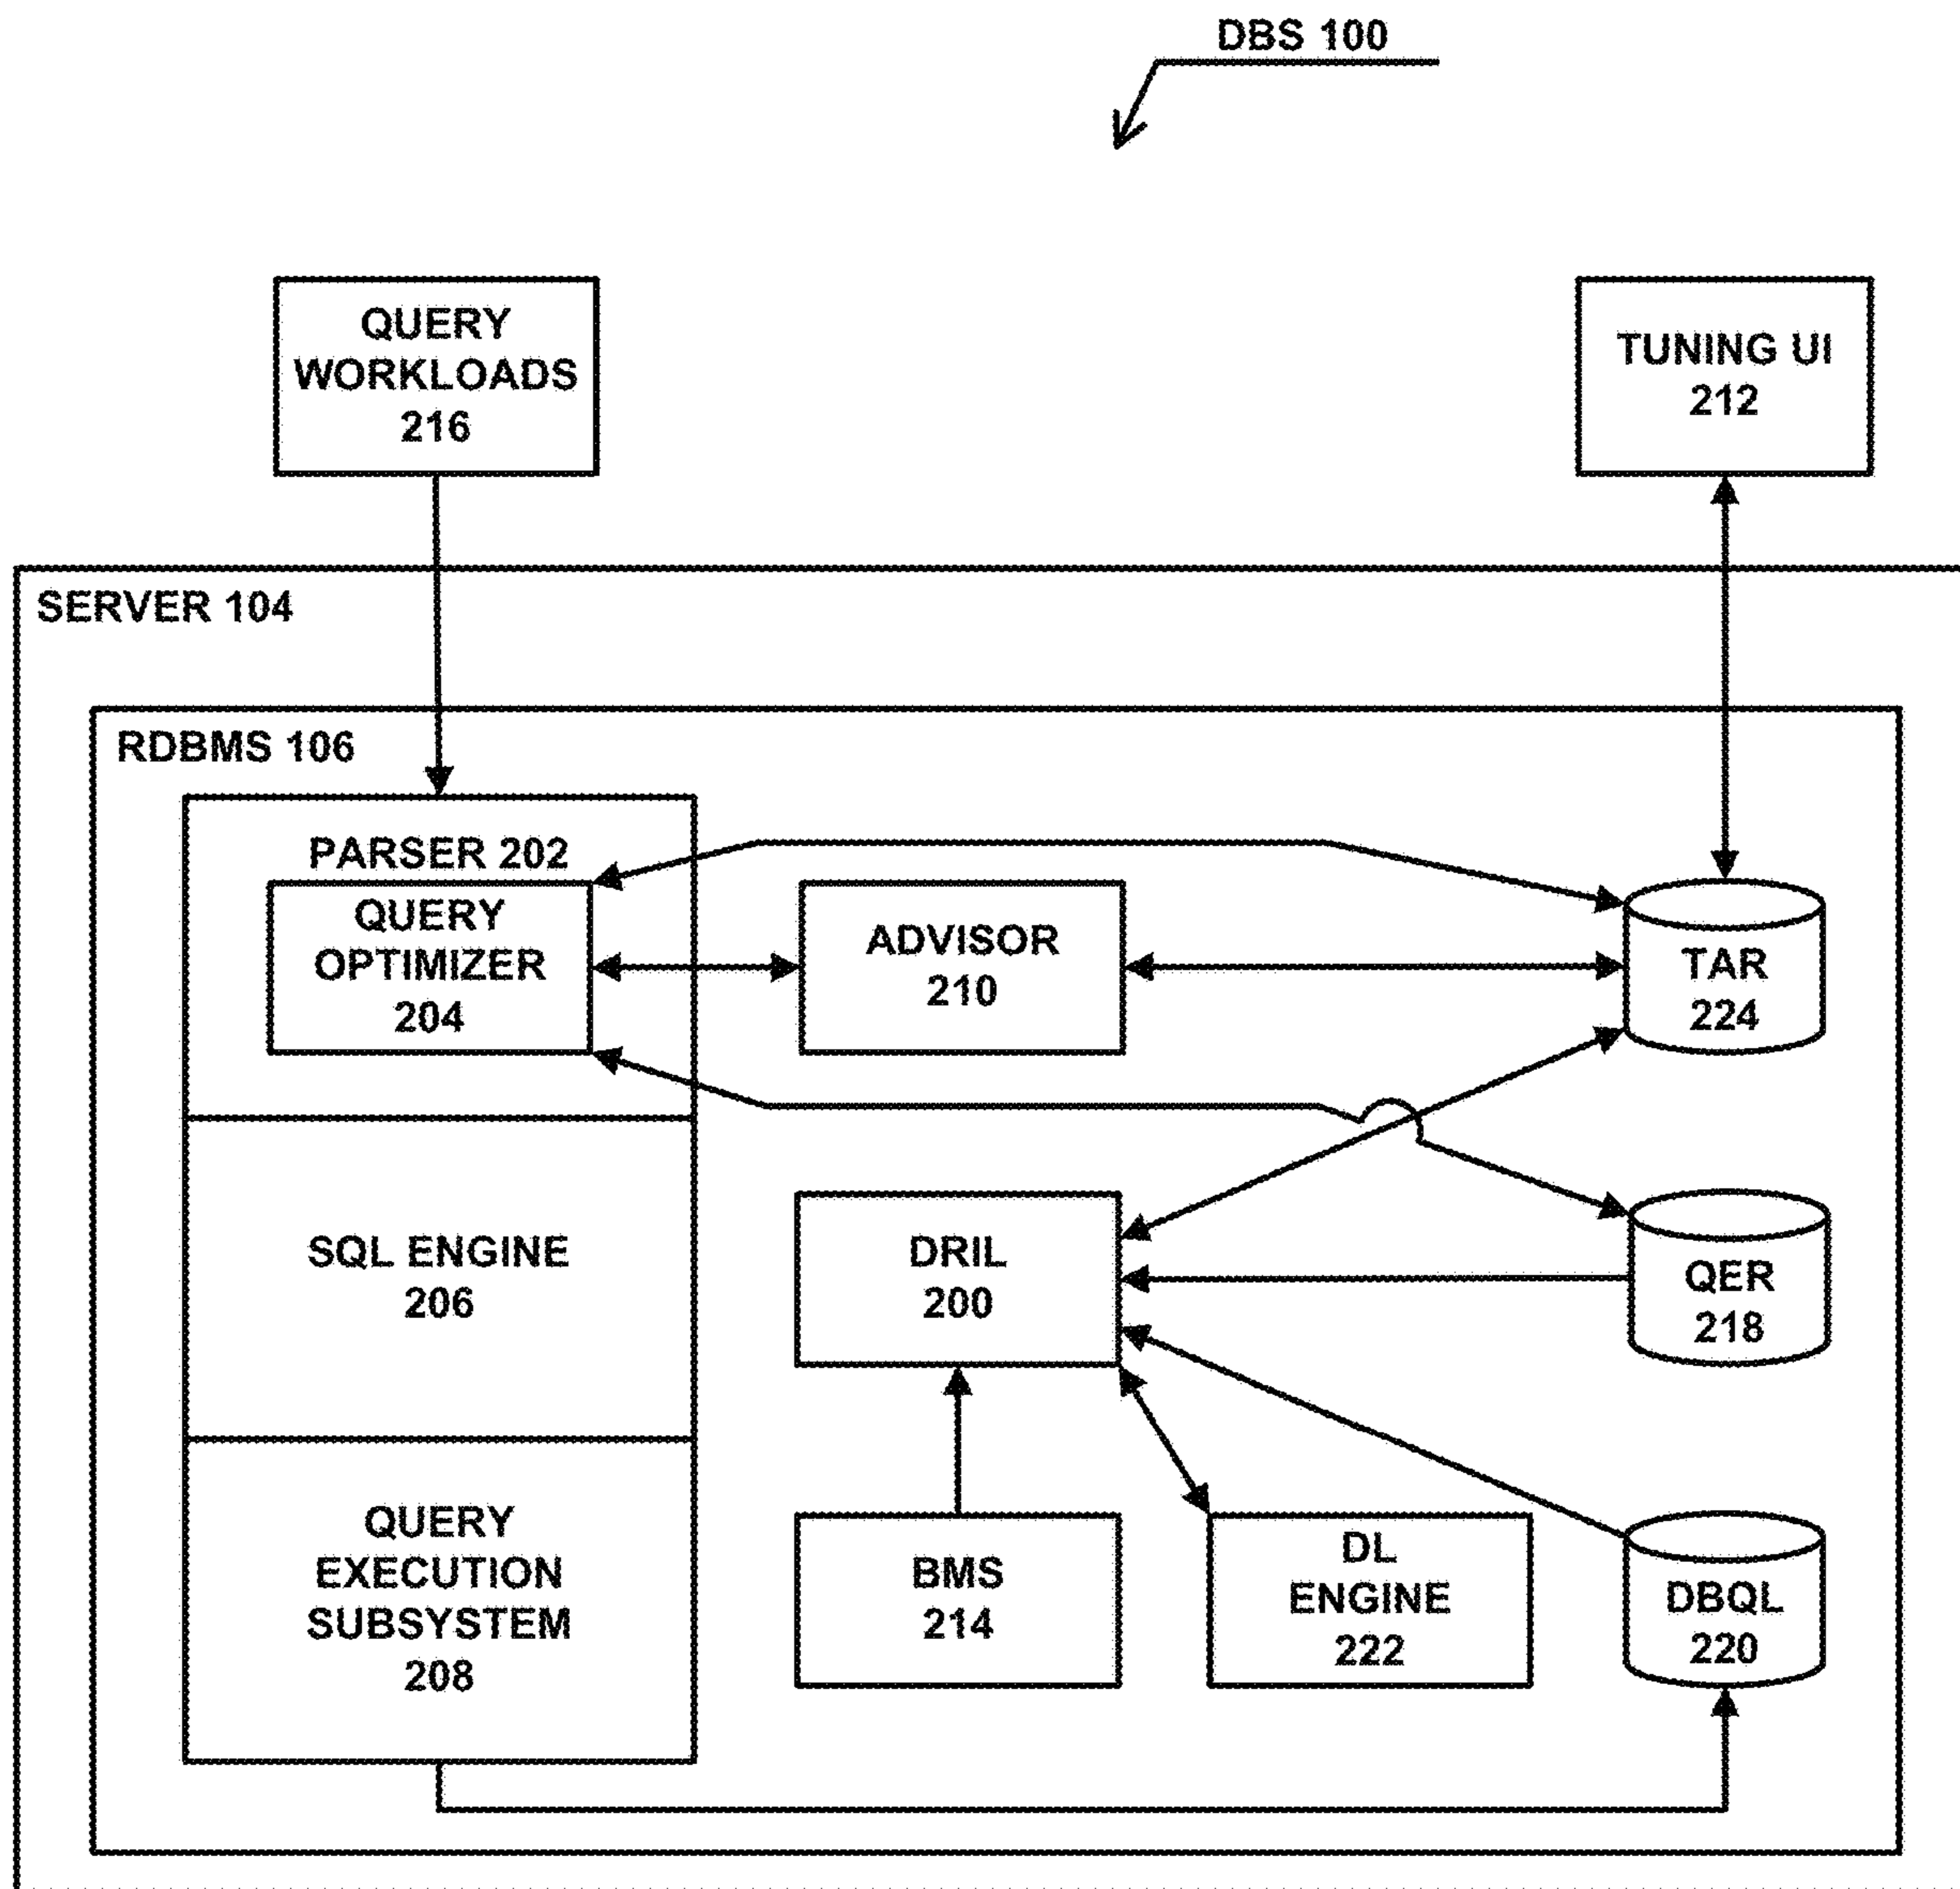 DBS 100
QUERY
WORKLOADS
216
TUNING UI
212
SERVER 104
RDBMS 106
PARSER 202
QUERY
OPTIMIZER
204
ADVISOR
210
TAR
224
SQL ENGINE
206
DRIL
200
QER
218
QUERY
EXECUTION
SUBSYSTEM
208
BMS
214
DL
ENGINE
222
DBQL
220